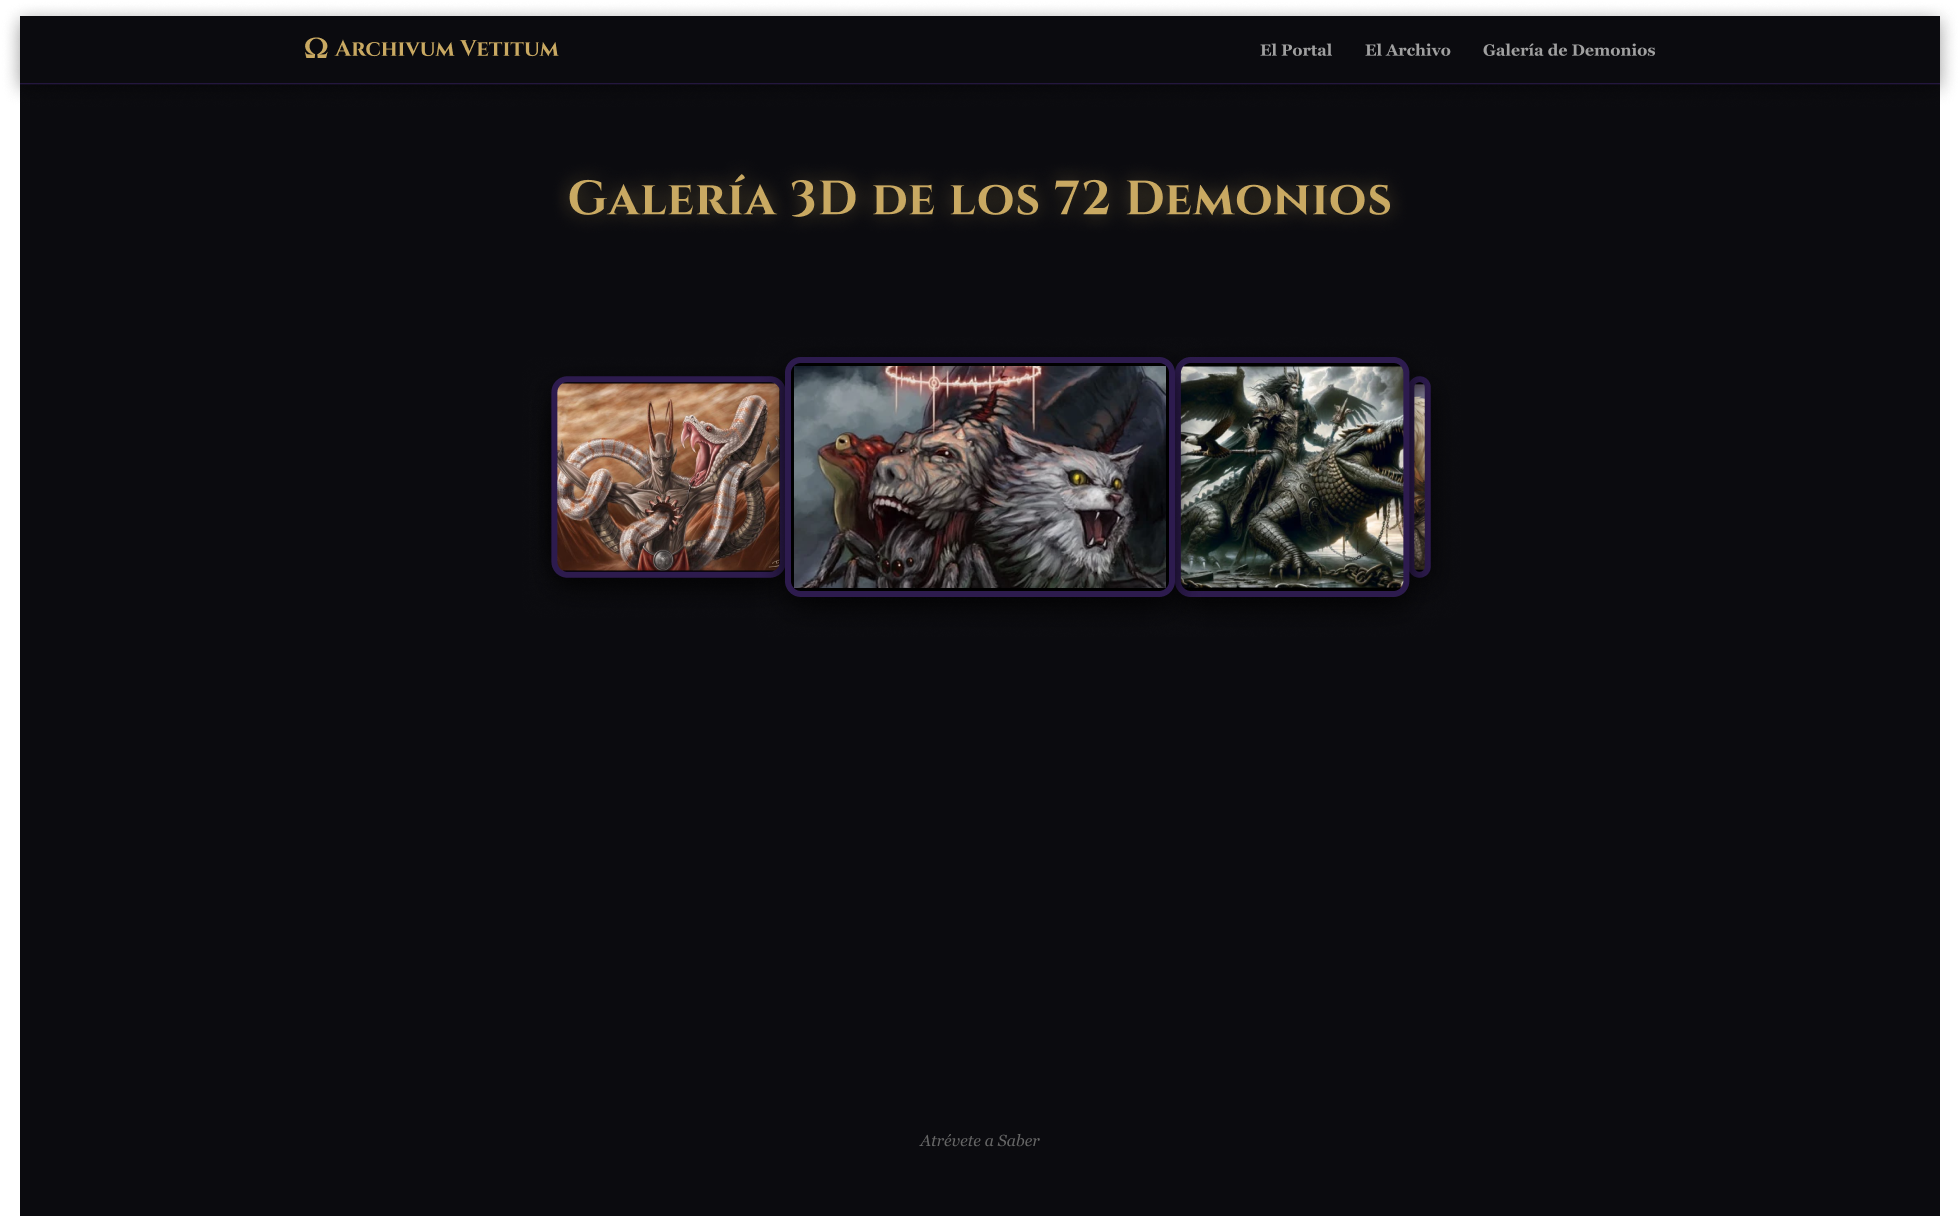 Ω Archivum Vetitum
El Portal
El Archivo
Galería de Demonios
Galería 3D de los 72 Demonios
Atrévete a Saber